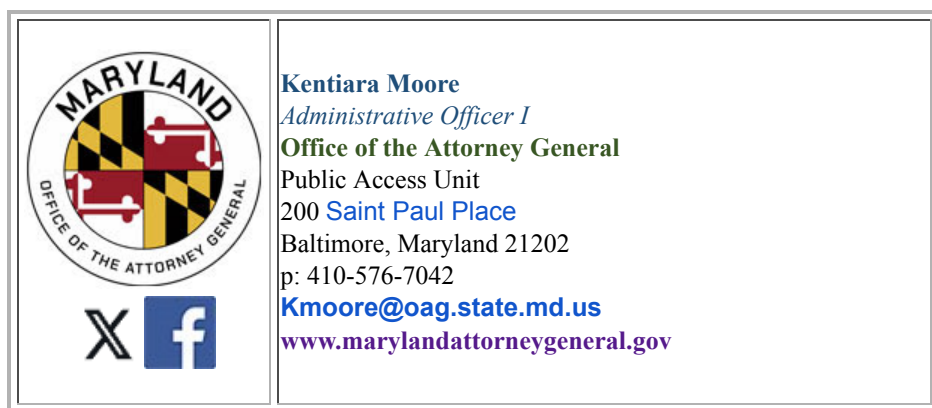 MARYLAND
OFFICE OF THE ATTORNEY GENERAL
Kentiara Moore
Administrative Officer I
Office of the Attorney General
Public Access Unit
200 Saint Paul Place
Baltimore, Maryland 21202
p: 410-576-7042
Kmoore@oag.state.md.us
www.marylandattorneygeneral.gov